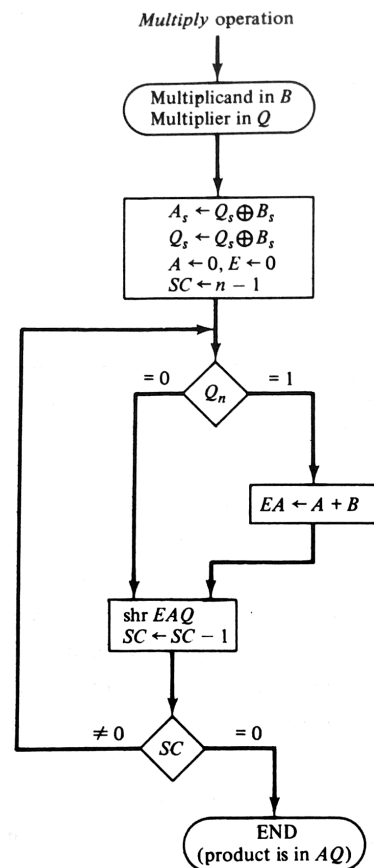 Multiply operation
Multiplicand in B
Multiplier in Q
A_s ← Q_s ⊕ B_s
Q_s ← Q_s ⊕ B_s
A ← 0, E ← 0
SC ← n − 1
= 0
Q_n
= 1
EA ← A + B
shr EAQ
SC ← SC − 1
≠ 0
SC
= 0
END
(product is in AQ)